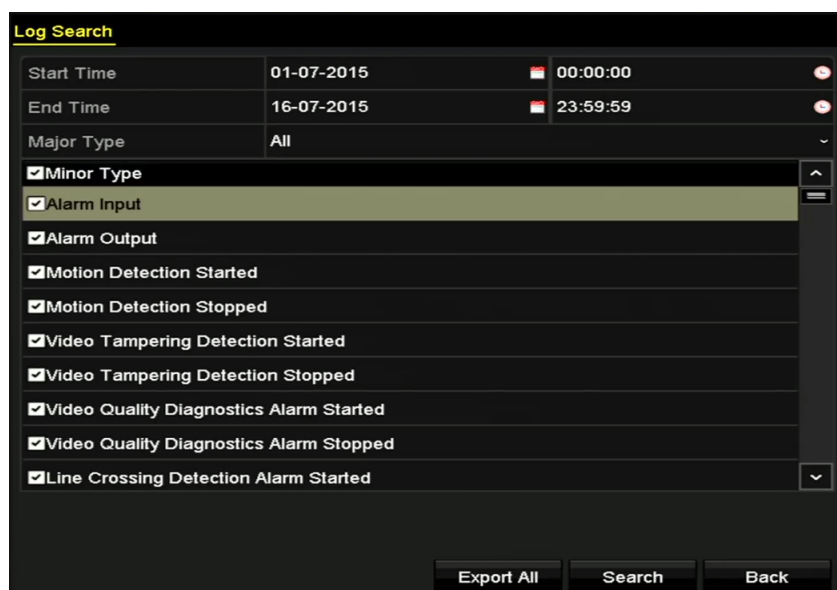 Log Search
Start Time 01-07-2015 00:00:00
End Time 16-07-2015 23:59:59
Major Type All
Minor Type
Alarm Input
Alarm Output
Motion Detection Started
Motion Detection Stopped
Video Tampering Detection Started
Video Tampering Detection Stopped
Video Quality Diagnostics Alarm Started
Video Quality Diagnostics Alarm Stopped
Line Crossing Detection Alarm Started
Export All Search Back